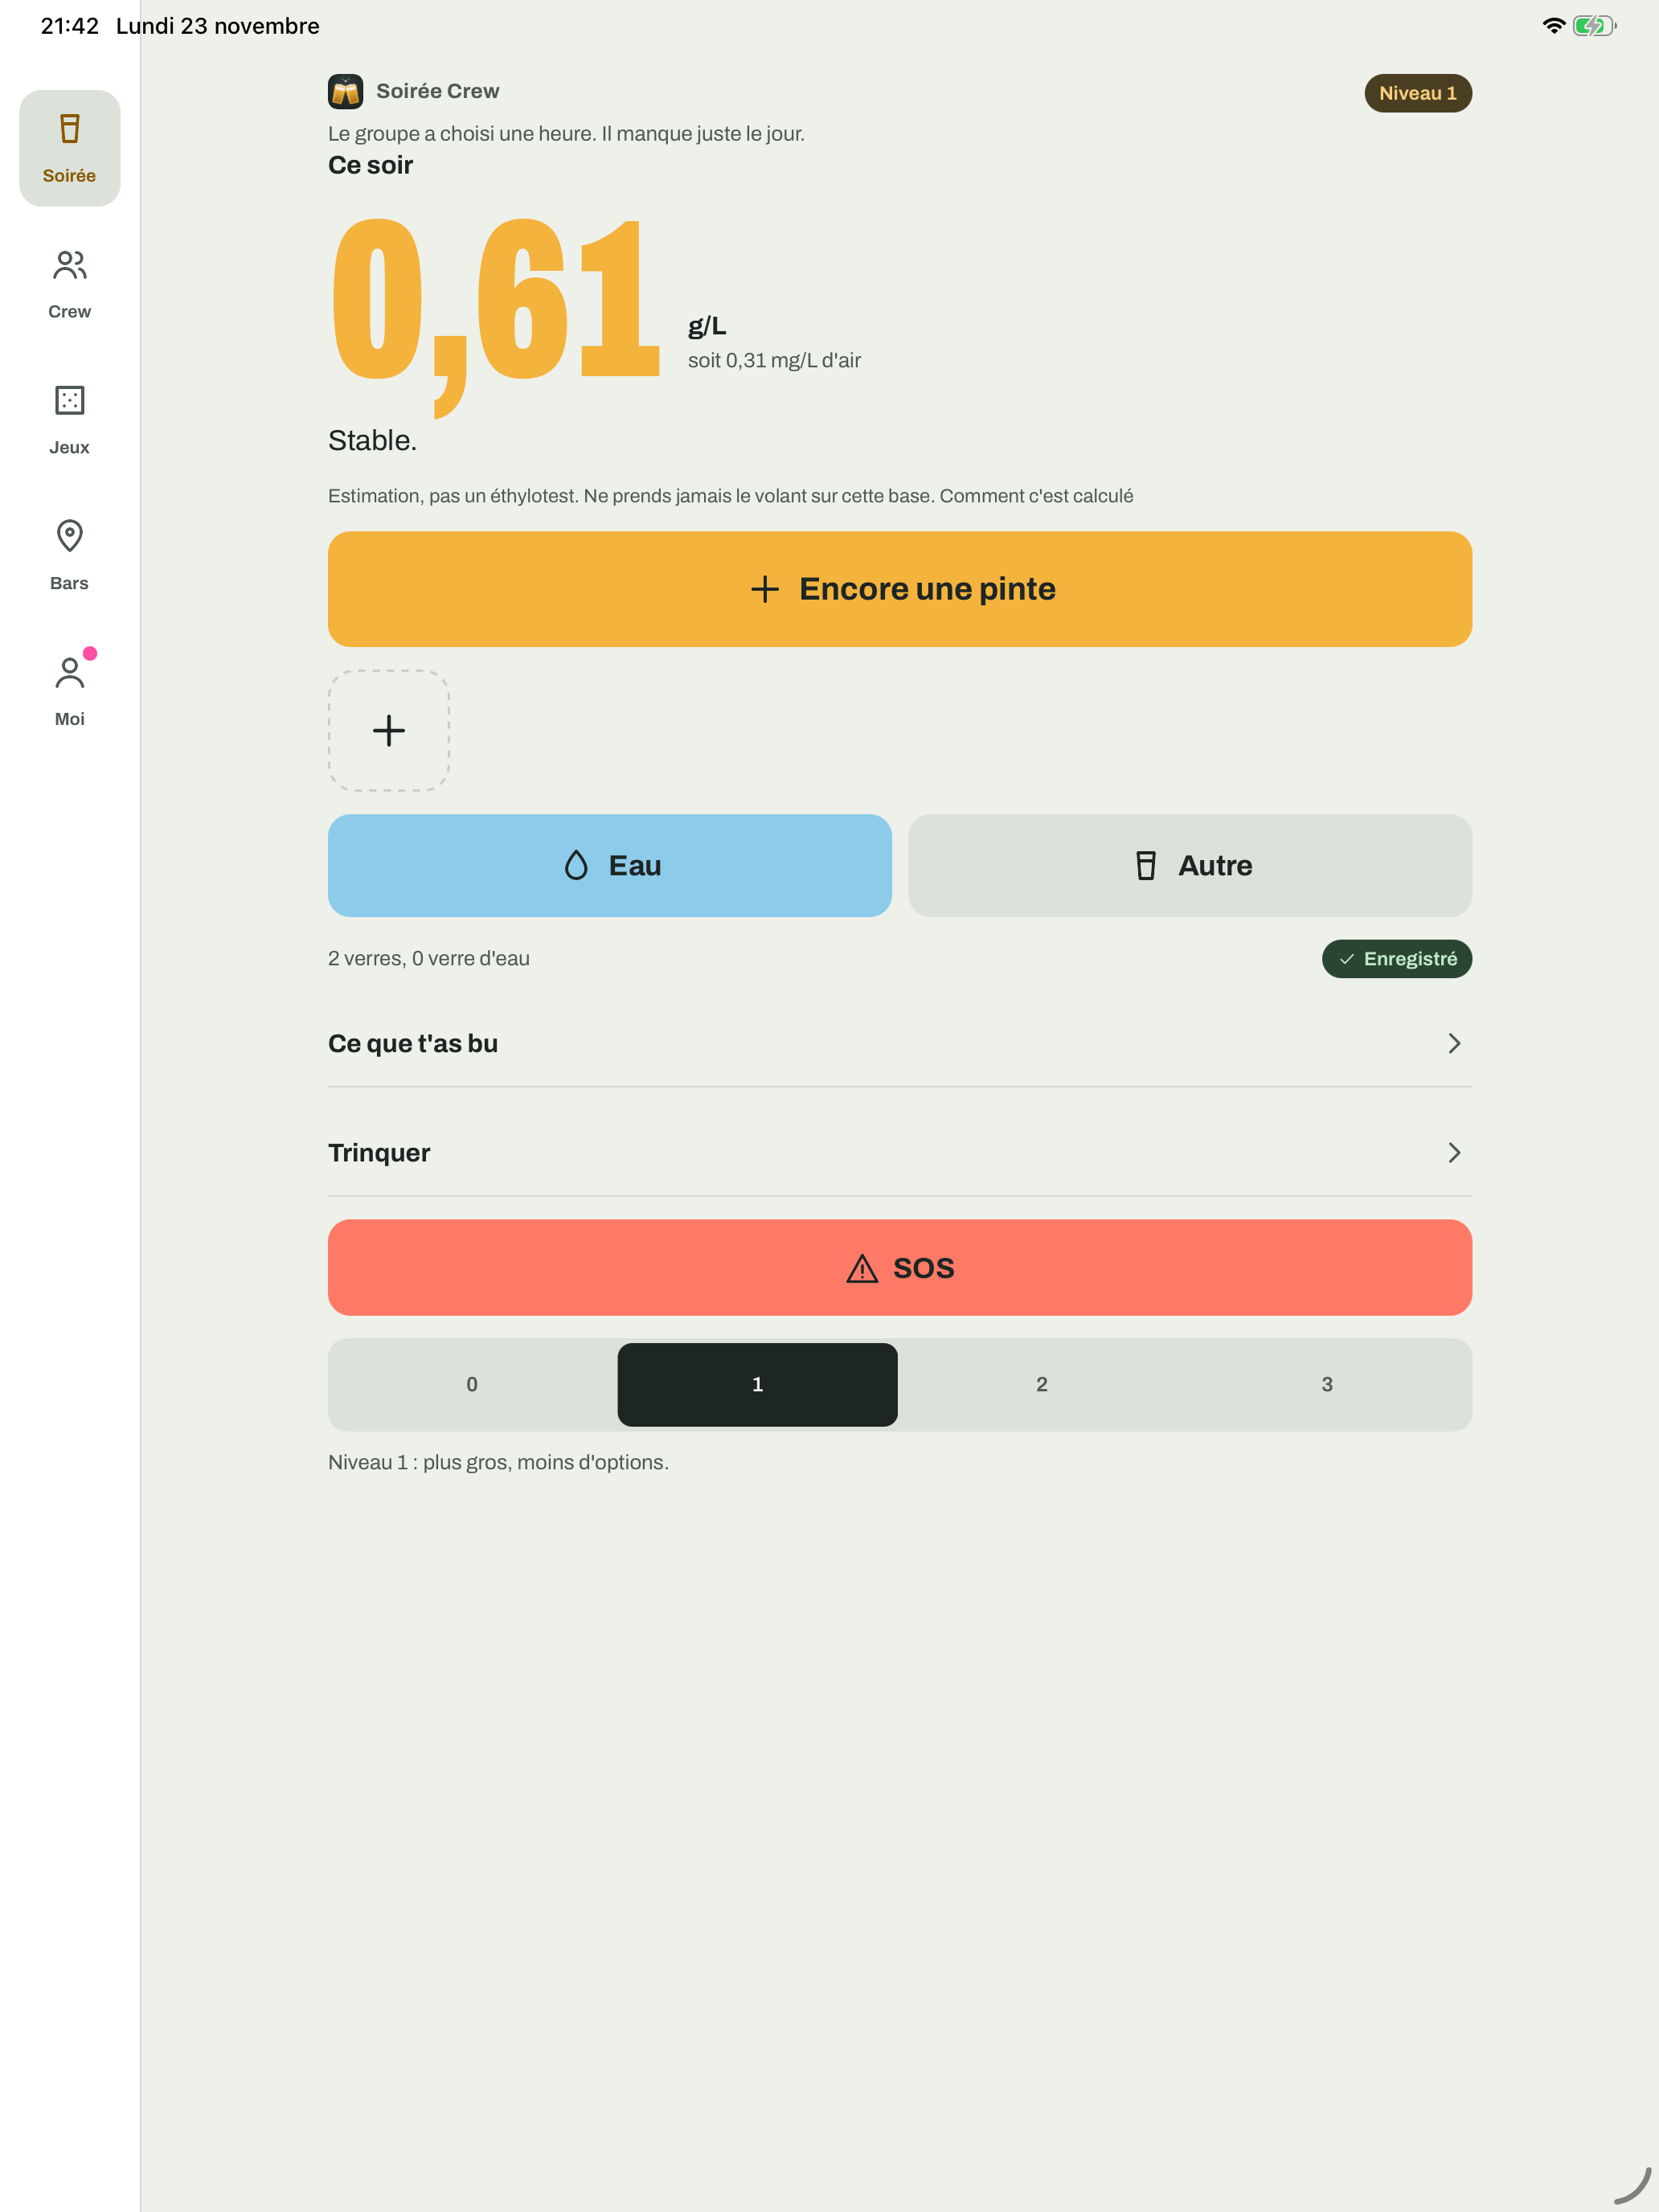 21:42 Lundi 23 novembre
Soirée
Crew
Jeux
Bars
Moi
Soirée Crew
Niveau 1
Le groupe a choisi une heure. Il manque juste le jour.
Ce soir
0,61
g/L
soit 0,31 mg/L d'air
Stable.
Estimation, pas un éthylotest. Ne prends jamais le volant sur cette base. Comment c'est calculé
Encore une pinte
Eau
Autre
2 verres, 0 verre d'eau
Enregistré
Ce que t'as bu
Trinquer
SOS
0 1 2 3
Niveau 1 : plus gros, moins d'options.